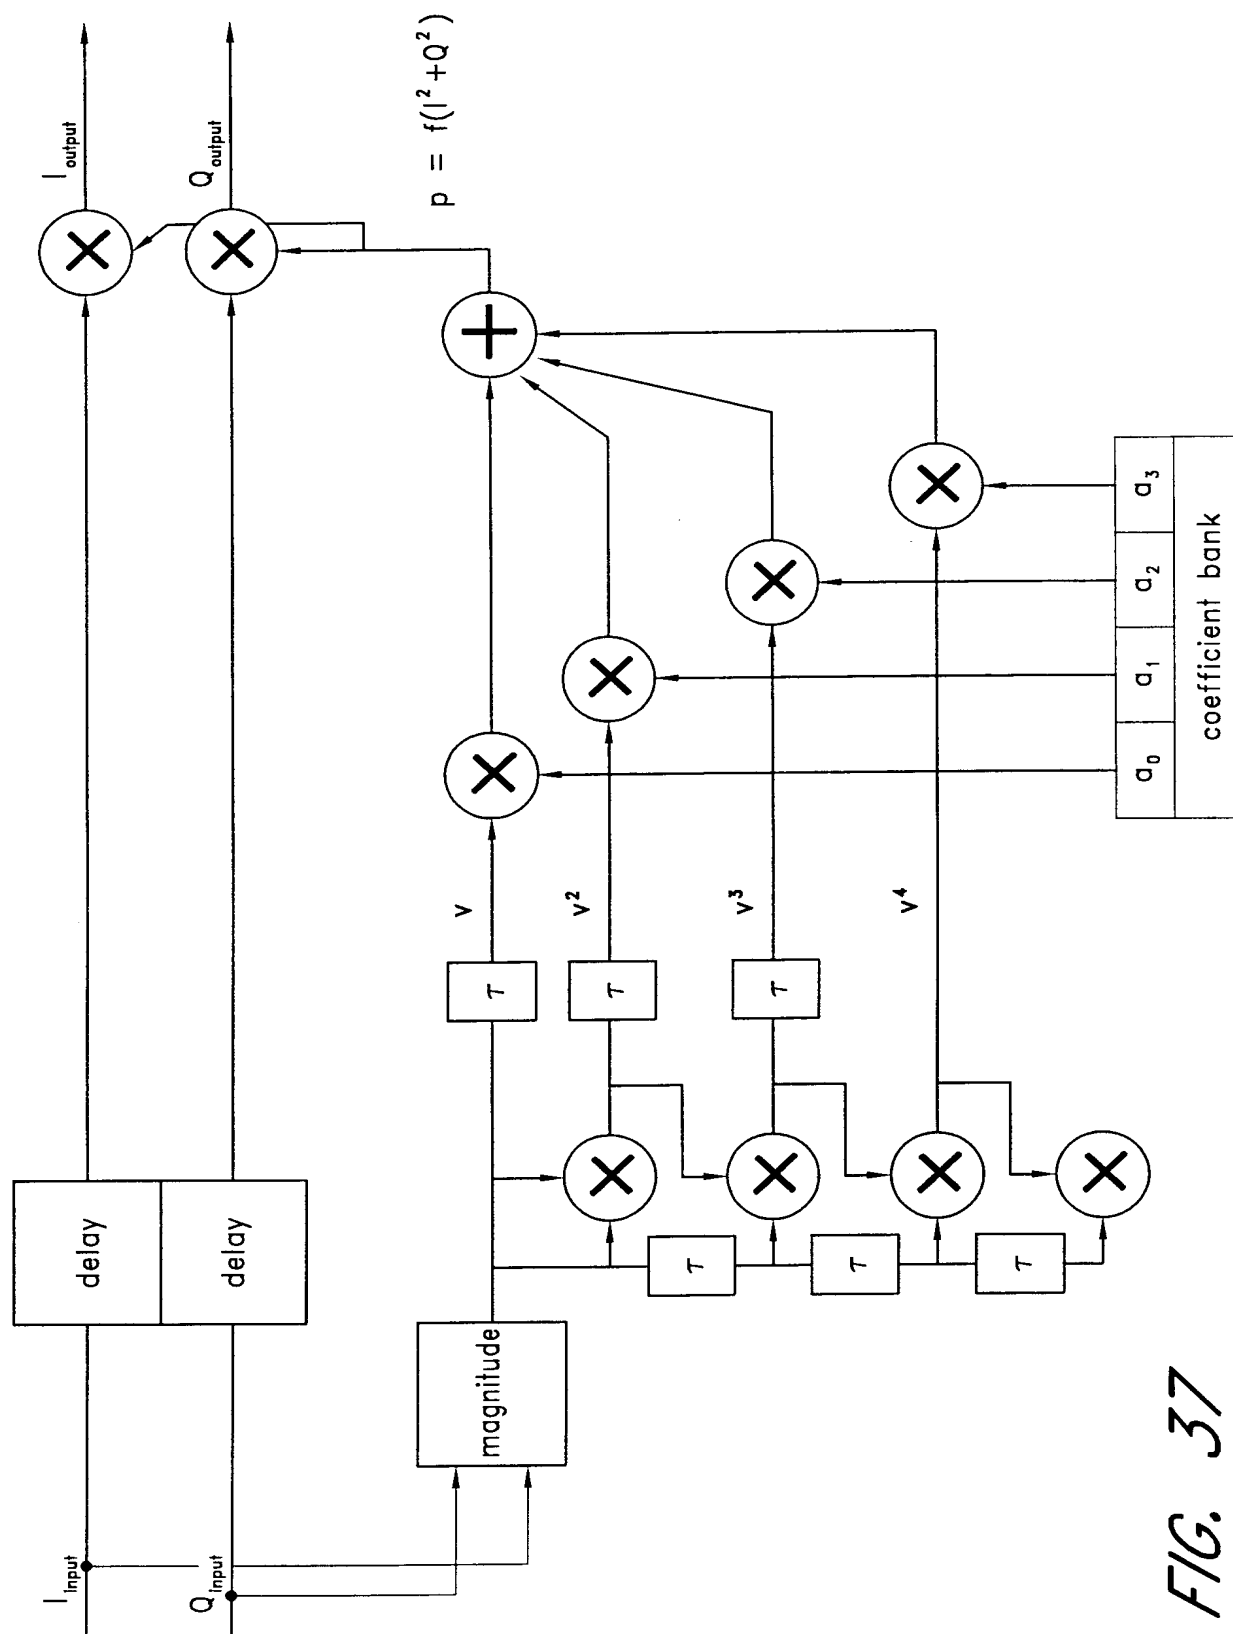 I_output
Q_output
p = f(I²+Q²)
delay
delay
I_input
Q_input
magnitude
τ
τ
τ
τ
τ
τ
v
v²
v³
v⁴
a₀
a₁
a₂
a₃
coefficient bank
FIG. 37